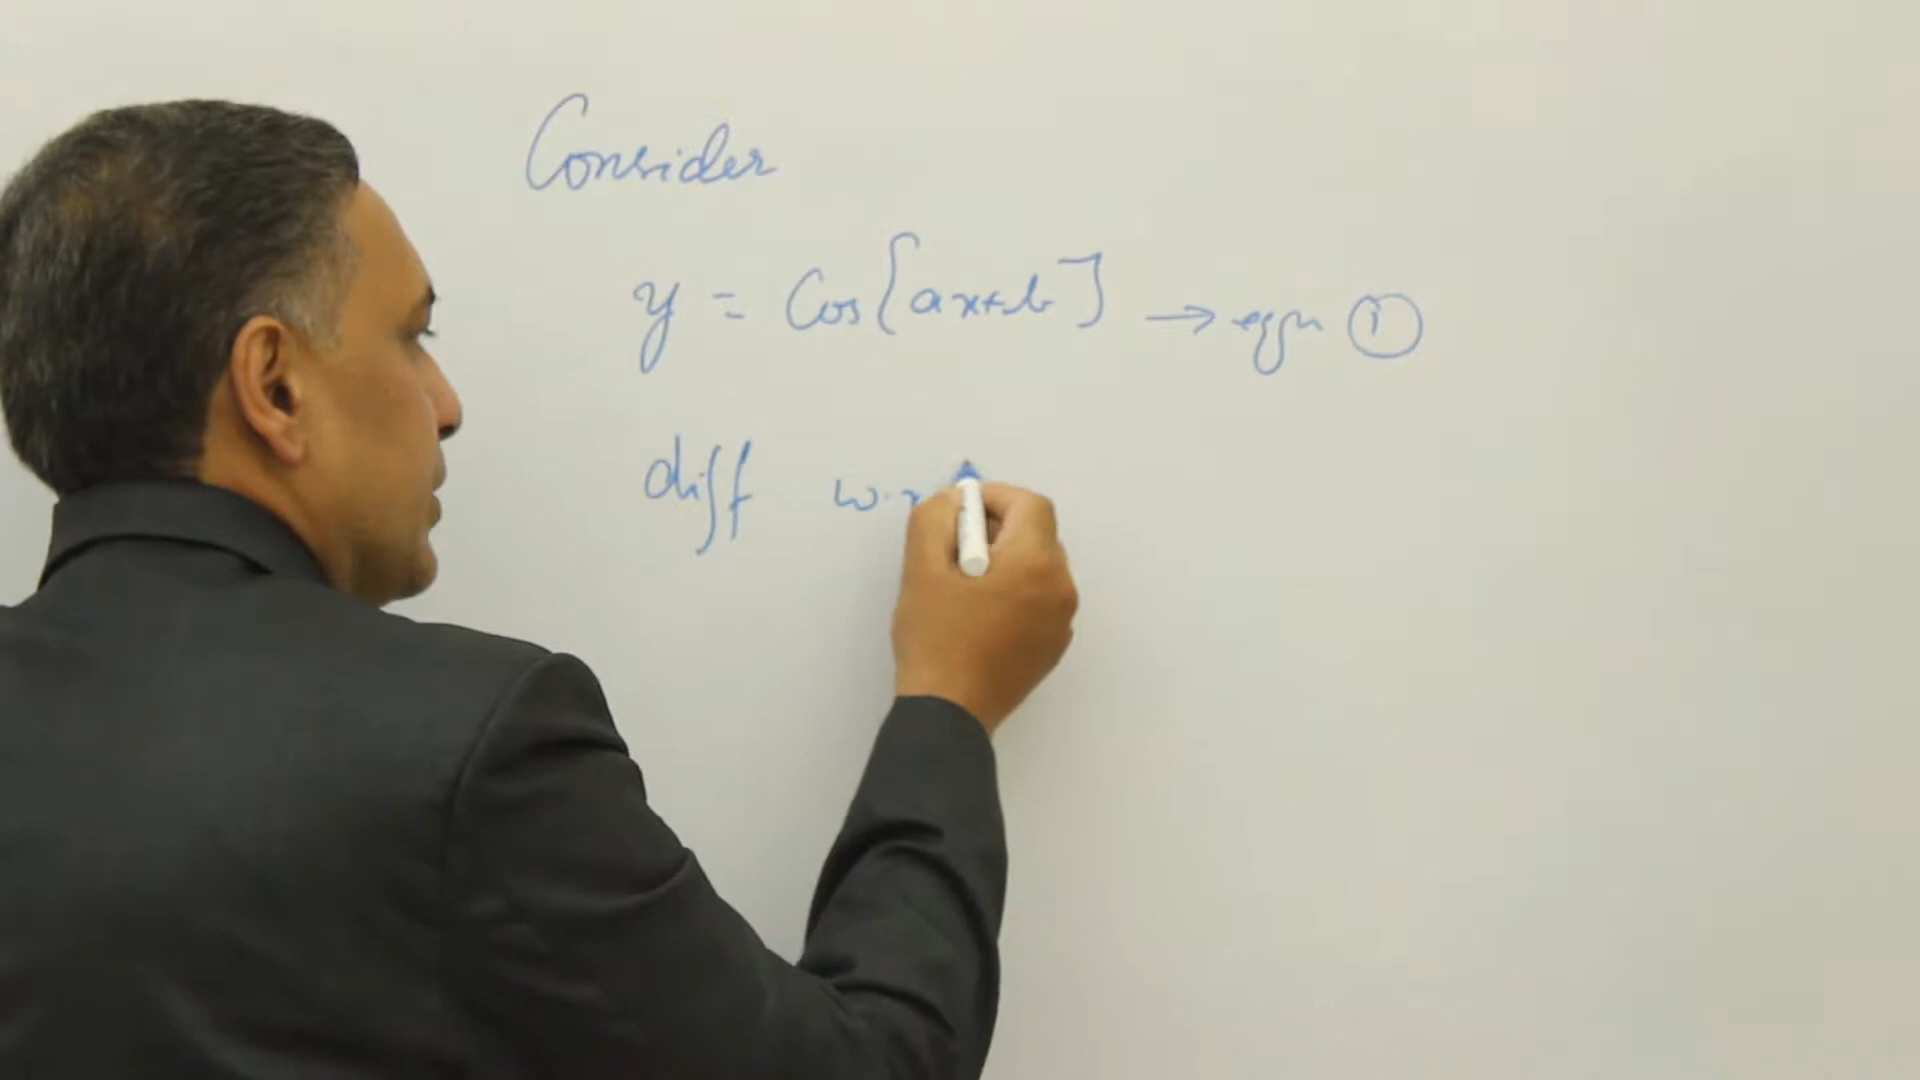 Consider
y = Cos[ax+b] → eqn ①
diff w.r